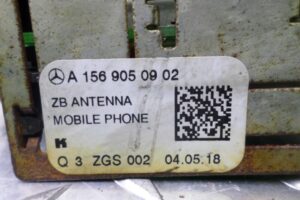 A 156 905 09 02
ZB ANTENNA
MOBILE PHONE
K
Q 3 ZGS 002 04.05.18